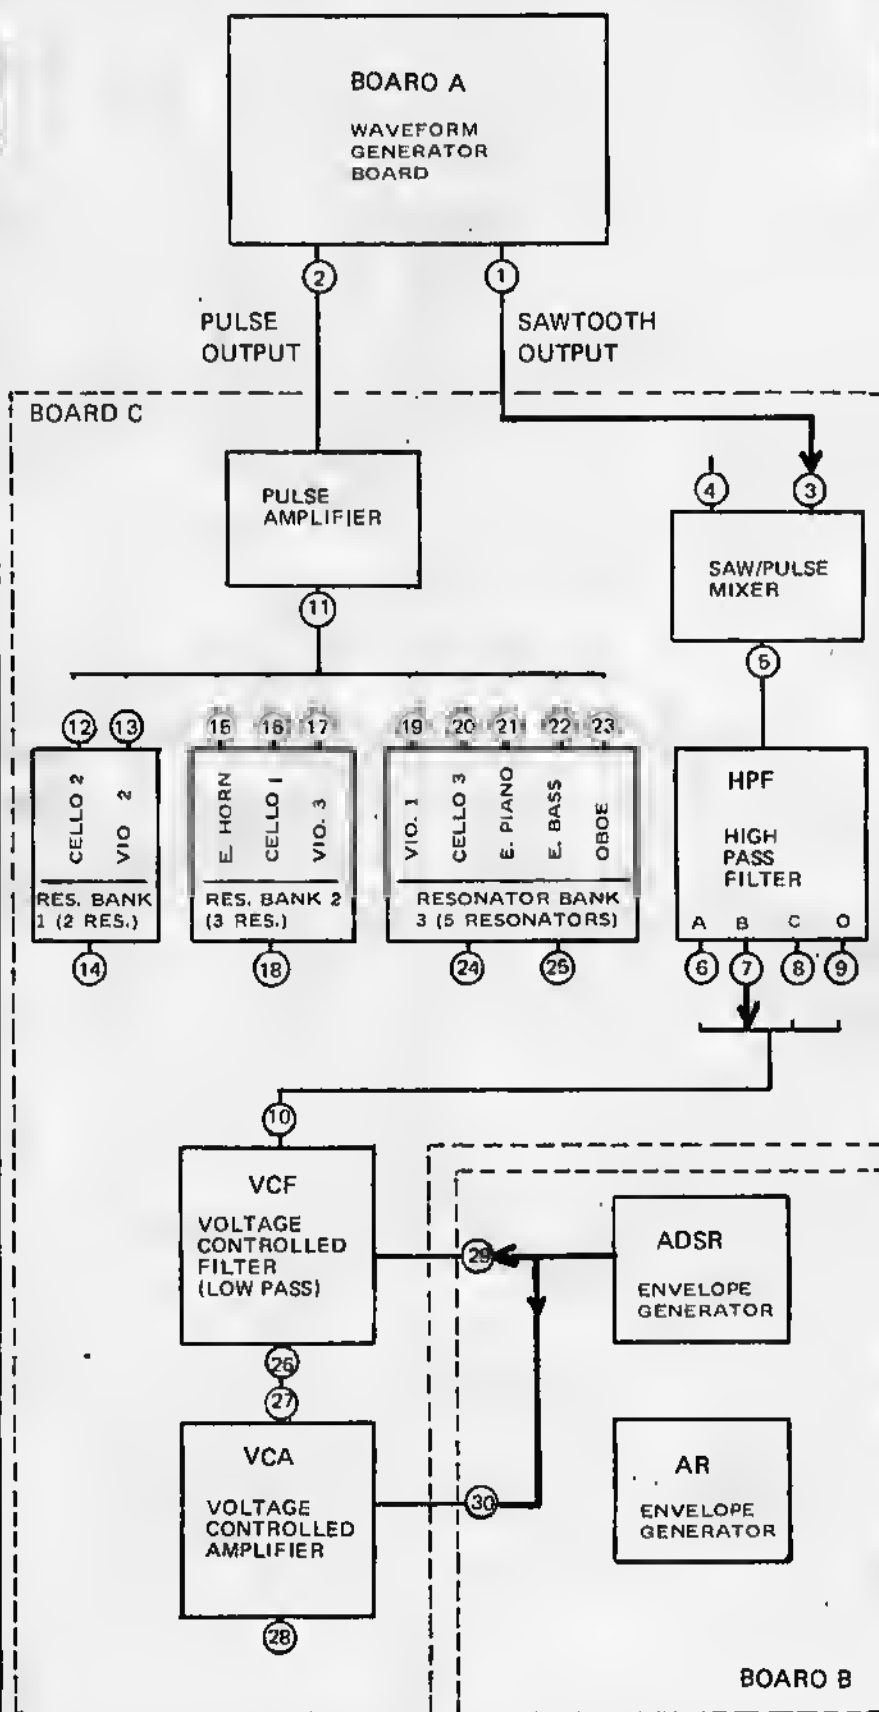 BOARO A
WAVEFORM
GENERATOR
BOARD
2
1
PULSE
OUTPUT
SAWTOOTH
OUTPUT
BOARD C
PULSE
AMPLIFIER
4
3
SAW/PULSE
MIXER
11
5
12
13
15
16
17
19
20
21
22
23
CELLO 2
VIO 2
E. HORN
CELLO 1
VIO. 3
VIO. 1
CELLO 3
E. PIANO
E. BASS
OBOE
RES. BANK
1 (2 RES.)
RES. BANK 2
(3 RES.)
RESONATOR BANK
3 (5 RESONATORS)
HPF
HIGH
PASS
FILTER
A
B
C
O
14
18
24
25
6
7
8
9
10
VCF
VOLTAGE
CONTROLLED
FILTER
(LOW PASS)
29
ADSR
ENVELOPE
GENERATOR
26
27
VCA
VOLTAGE
CONTROLLED
AMPLIFIER
30
AR
ENVELOPE
GENERATOR
28
BOARO B